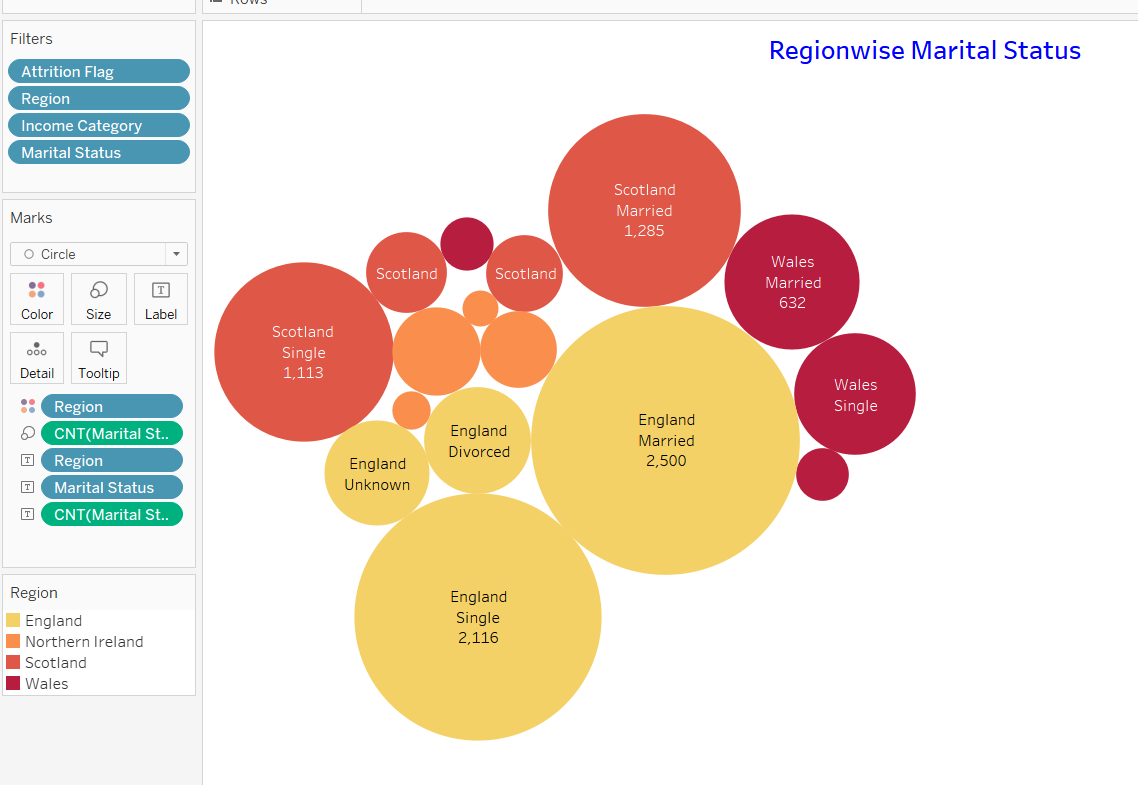 Rows
Filters
Attrition Flag
Region
Income Category
Marital Status
Marks
Circle
Color
Size
Label
Detail
Tooltip
Region
CNT(Marital St..
Region
Marital Status
CNT(Marital St..
Region
England
Northern Ireland
Scotland
Wales
Regionwise Marital Status
Scotland
Married
1,285
Wales
Married
632
Scotland
Scotland
Scotland
Single
1,113
Wales
Single
England
Married
2,500
England
Divorced
England
Unknown
England
Single
2,116